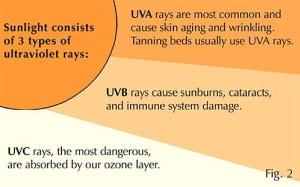 Sunlight consists
of 3 types of
ultraviolet rays:
UVA rays are most common and
cause skin aging and wrinkling.
Tanning beds usually use UVA rays.
UVB rays cause sunburns, cataracts,
and immune system damage.
UVC rays, the most dangerous,
are absorbed by our ozone layer.
Fig. 2